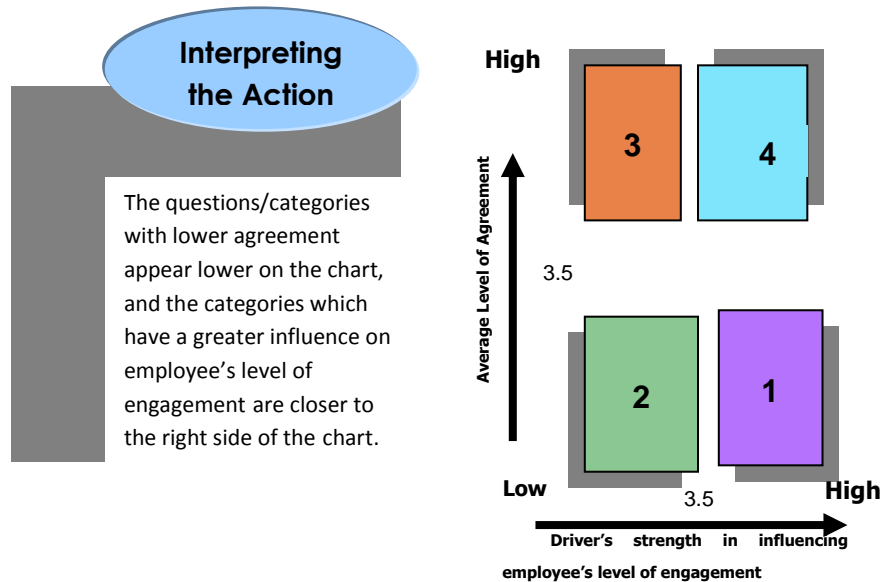 Interpreting
the Action
The questions/categories
with lower agreement
appear lower on the chart,
and the categories which
have a greater influence on
employee's level of
engagement are closer to
the right side of the chart.
High
Average Level of Agreement
3
4
3.5
2
1
Low
3.5
High
Driver's strength in influencing
employee's level of engagement